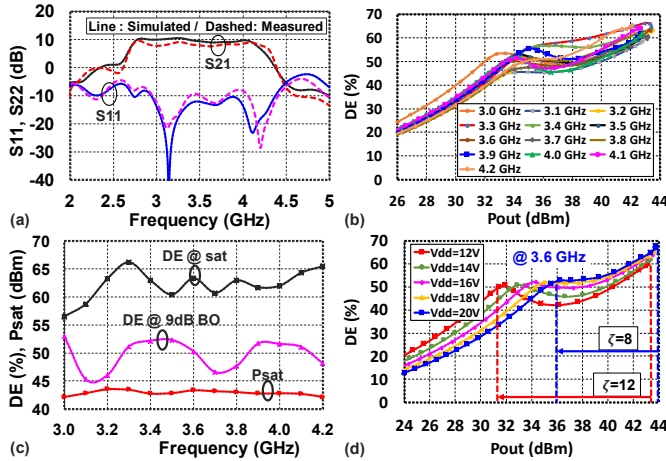 Line : Simulated / Dashed: Measured
S11, S22 (dB)
20
10
0
-10
-20
-30
-40
S21
S11
2
2.5
3
3.5
4
4.5
5
Frequency (GHz)
(a)
DE (%)
70
60
50
40
30
20
10
0
3.0 GHz 3.1 GHz 3.2 GHz
3.3 GHz 3.4 GHz 3.5 GHz
3.6 GHz 3.7 GHz 3.8 GHz
3.9 GHz 4.0 GHz 4.1 GHz
4.2 GHz
26 28 30 32 34 36 38 40 42 44
Pout (dBm)
(b)
DE (%), Psat (dBm)
70
65
60
55
50
45
40
DE @ sat
DE @ 9dB BO
Psat
3.0 3.2 3.4 3.6 3.8 4.0 4.2
Frequency (GHz)
(c)
DE (%)
70
60
50
40
30
20
10
0
Vdd=12V
Vdd=14V
Vdd=16V
Vdd=18V
Vdd=20V
@ 3.6 GHz
ζ=8
ζ=12
24 26 28 30 32 34 36 38 40 42 44
Pout (dBm)
(d)